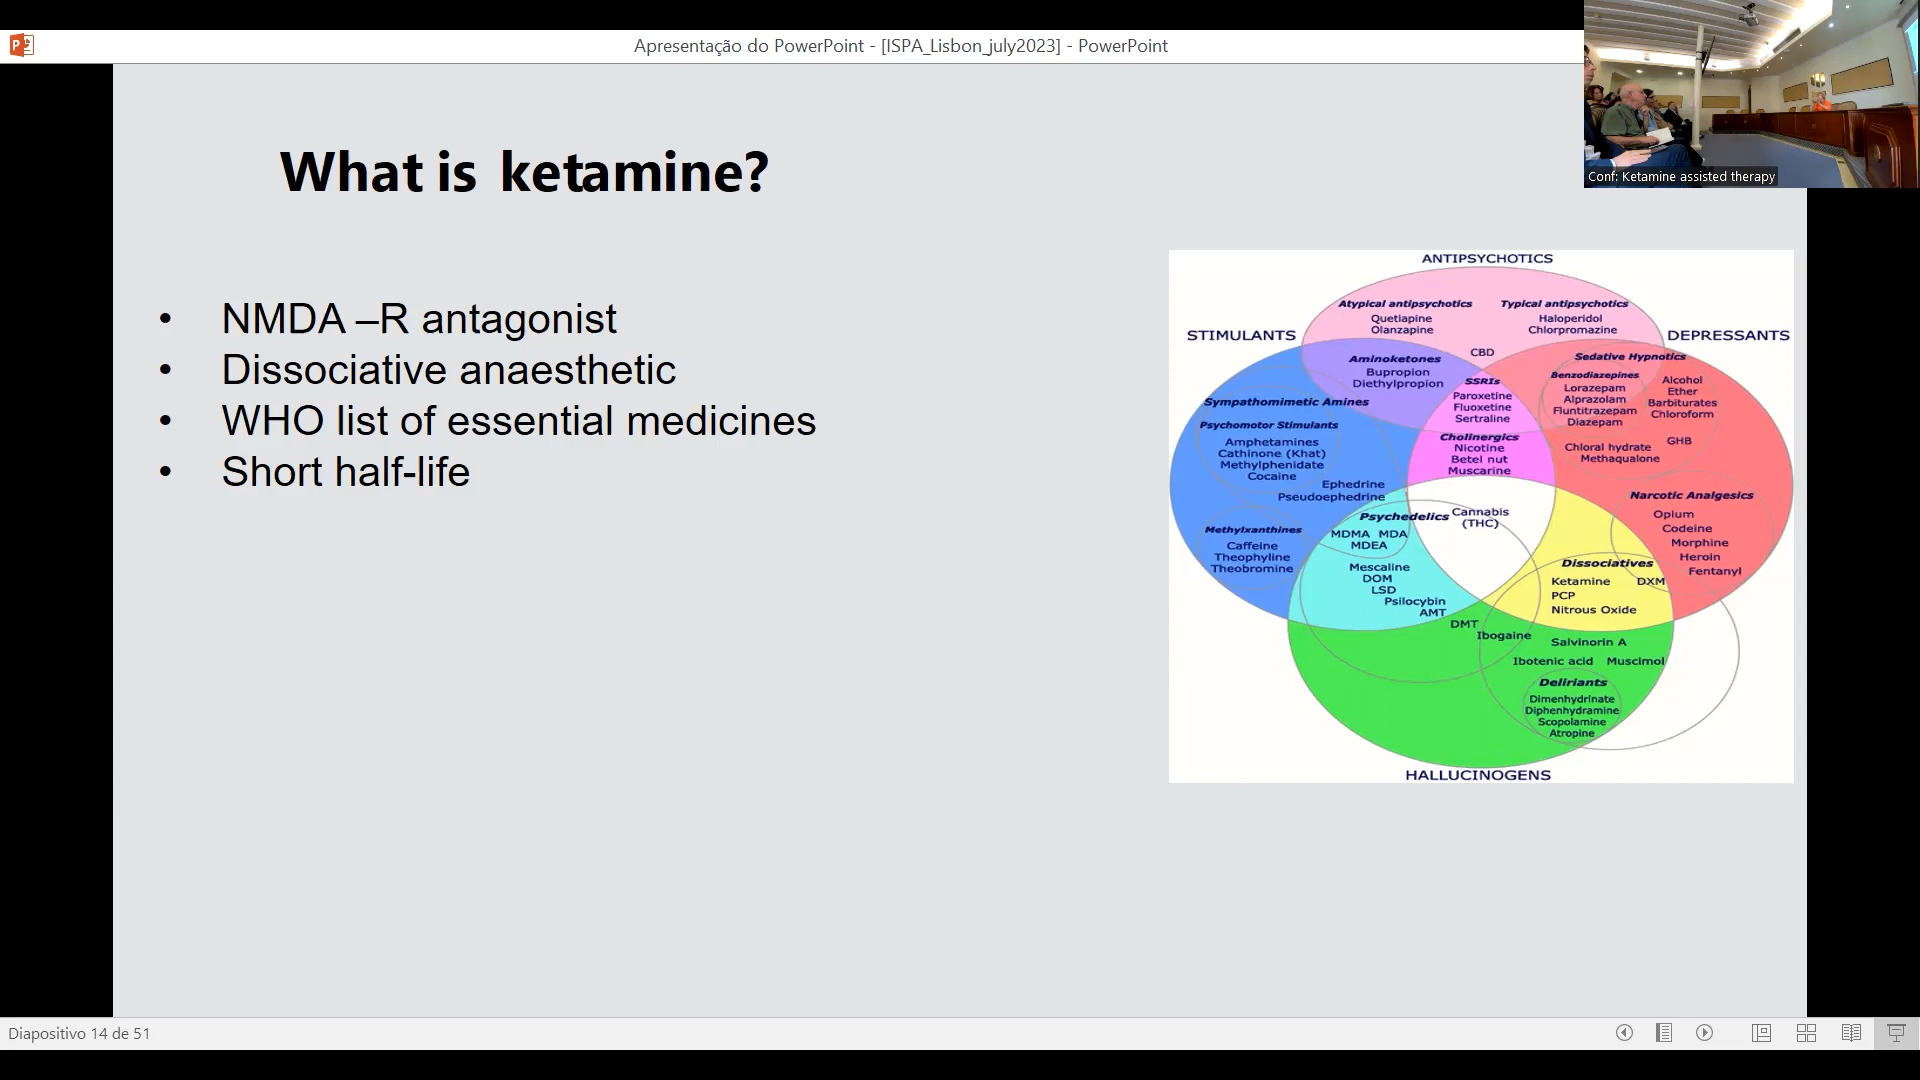 Apresentação do PowerPoint - [ISPA_Lisbon_july2023] - PowerPoint
Conf: Ketamine assisted therapy
What is ketamine?
• NMDA –R antagonist
• Dissociative anaesthetic
• WHO list of essential medicines
• Short half-life
ANTIPSYCHOTICS
Atypical antipsychotics
Quetiapine
Olanzapine
Typical antipsychotics
Haloperidol
Chlorpromazine
STIMULANTS
DEPRESSANTS
CBD
Aminoketones
Bupropion
Diethylpropion
SSRIs
Paroxetine
Fluoxetine
Sertraline
Sedative Hypnotics
Benzodiazepines
Lorazepam
Alprazolam
Fluntitrazepam
Diazepam
Alcohol
Ether
Barbiturates
Chloroform
Chloral hydrate
GHB
Methaqualone
Sympathomimetic Amines
Psychomotor Stimulants
Amphetamines
Cathinone (Khat)
Methylphenidate
Cocaine
Ephedrine
Pseudoephedrine
Cholinergics
Nicotine
Betel nut
Muscarine
Narcotic Analgesics
Opium
Codeine
Morphine
Heroin
Fentanyl
Methylxanthines
Caffeine
Theophyline
Theobromine
Psychedelics
MDMA MDA
MDEA
Mescaline
DOM
LSD
Psilocybin
AMT
Cannabis
(THC)
Dissociatives
Ketamine DXM
PCP
Nitrous Oxide
DMT
Ibogaine
Salvinorin A
Ibotenic acid Muscimol
Deliriants
Dimenhydrinate
Diphenhydramine
Scopolamine
Atropine
HALLUCINOGENS
Diapositivo 14 de 51